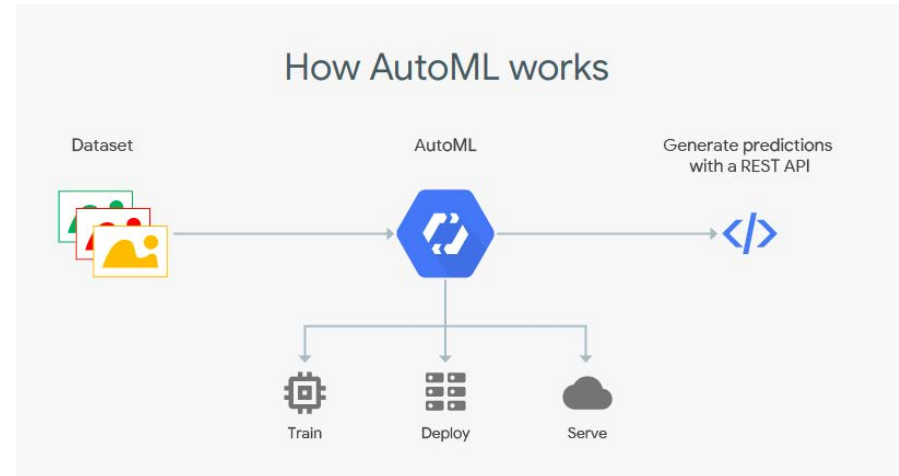 How AutoML works
Dataset
AutoML
Generate predictions
with a REST API
Train
Deploy
Serve